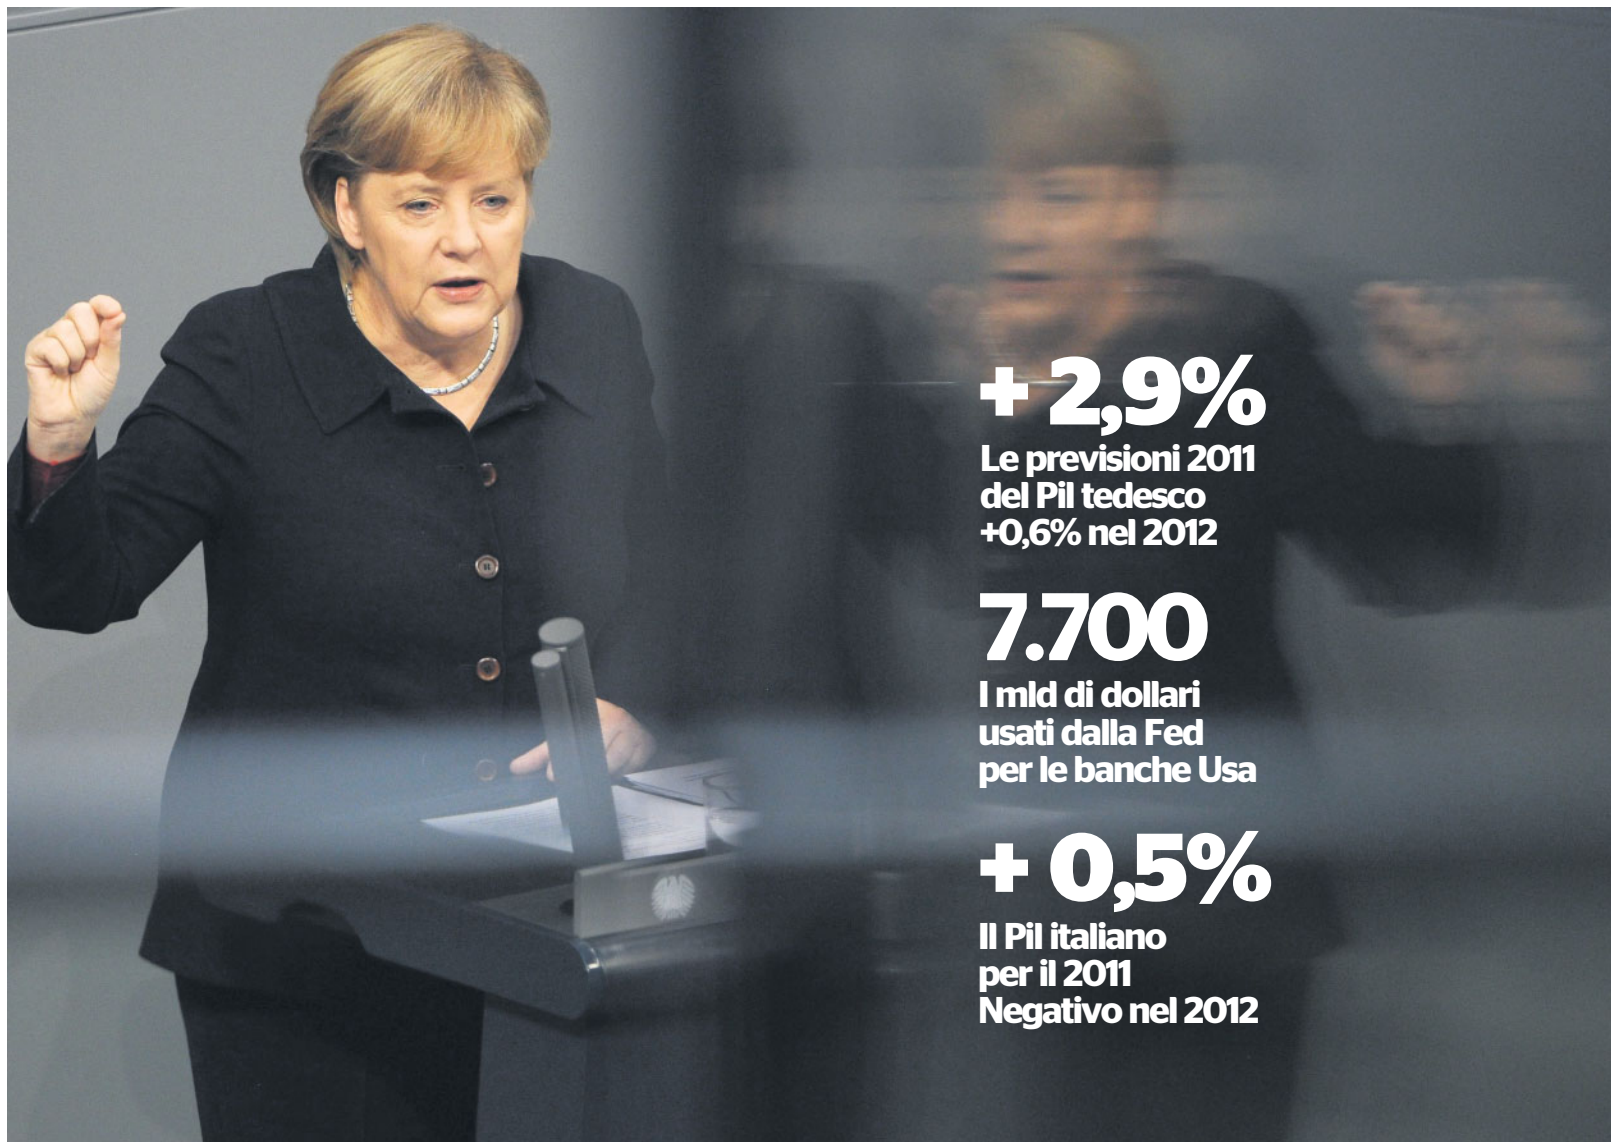 + 2,9%
Le previsioni 2011
del Pil tedesco
+0,6% nel 2012
7.700
I mld di dollari
usati dalla Fed
per le banche Usa
+ 0,5%
Il Pil italiano
per il 2011
Negativo nel 2012